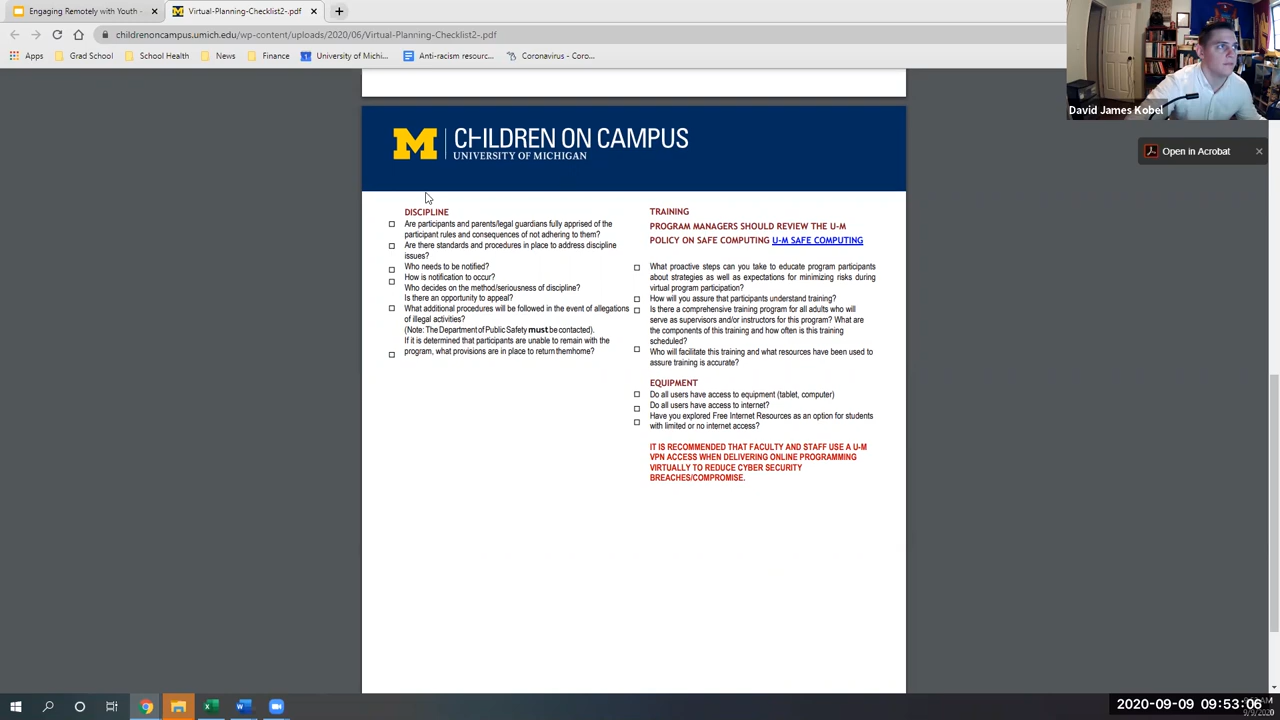 Engaging Remotely with Youth -
Virtual-Planning-Checklist2-.pdf
childrenoncampus.umich.edu/wp-content/uploads/2020/06/Virtual-Planning-Checklist2-.pdf
Apps
Grad School
School Health
News
Finance
University of Michi...
Anti-racism resourc...
Coronavirus - Coro...
David James Kobel
Open in Acrobat
M CHILDREN ON CAMPUS
UNIVERSITY OF MICHIGAN
DISCIPLINE
Are participants and parents/legal guardians fully apprised of the
participant rules and consequences of not adhering to them?
Are there standards and procedures in place to address discipline
issues?
Who needs to be notified?
How is notification to occur?
Who decides on the method/seriousness of discipline?
Is there an opportunity to appeal?
What additional procedures will be followed in the event of allegations
of illegal activities?
(Note: The Department of Public Safety must be contacted).
If it is determined that participants are unable to remain with the
program, what provisions are in place to return themhome?
TRAINING
PROGRAM MANAGERS SHOULD REVIEW THE U-M
POLICY ON SAFE COMPUTING U-M SAFE COMPUTING
What proactive steps can you take to educate program participants
about strategies as well as expectations for minimizing risks during
virtual program participation?
How will you assure that participants understand training?
Is there a comprehensive training program for all adults who will
serve as supervisors and/or instructors for this program? What are
the components of this training and how often is this training
scheduled?
Who will facilitate this training and what resources have been used to
assure training is accurate?
EQUIPMENT
Do all users have access to equipment (tablet, computer)
Do all users have access to internet?
Have you explored Free Internet Resources as an option for students
with limited or no internet access?
IT IS RECOMMENDED THAT FACULTY AND STAFF USE A U-M
VPN ACCESS WHEN DELIVERING ONLINE PROGRAMMING
VIRTUALLY TO REDUCE CYBER SECURITY
BREACHES/COMPROMISE.
2020-09-09 09:53:06